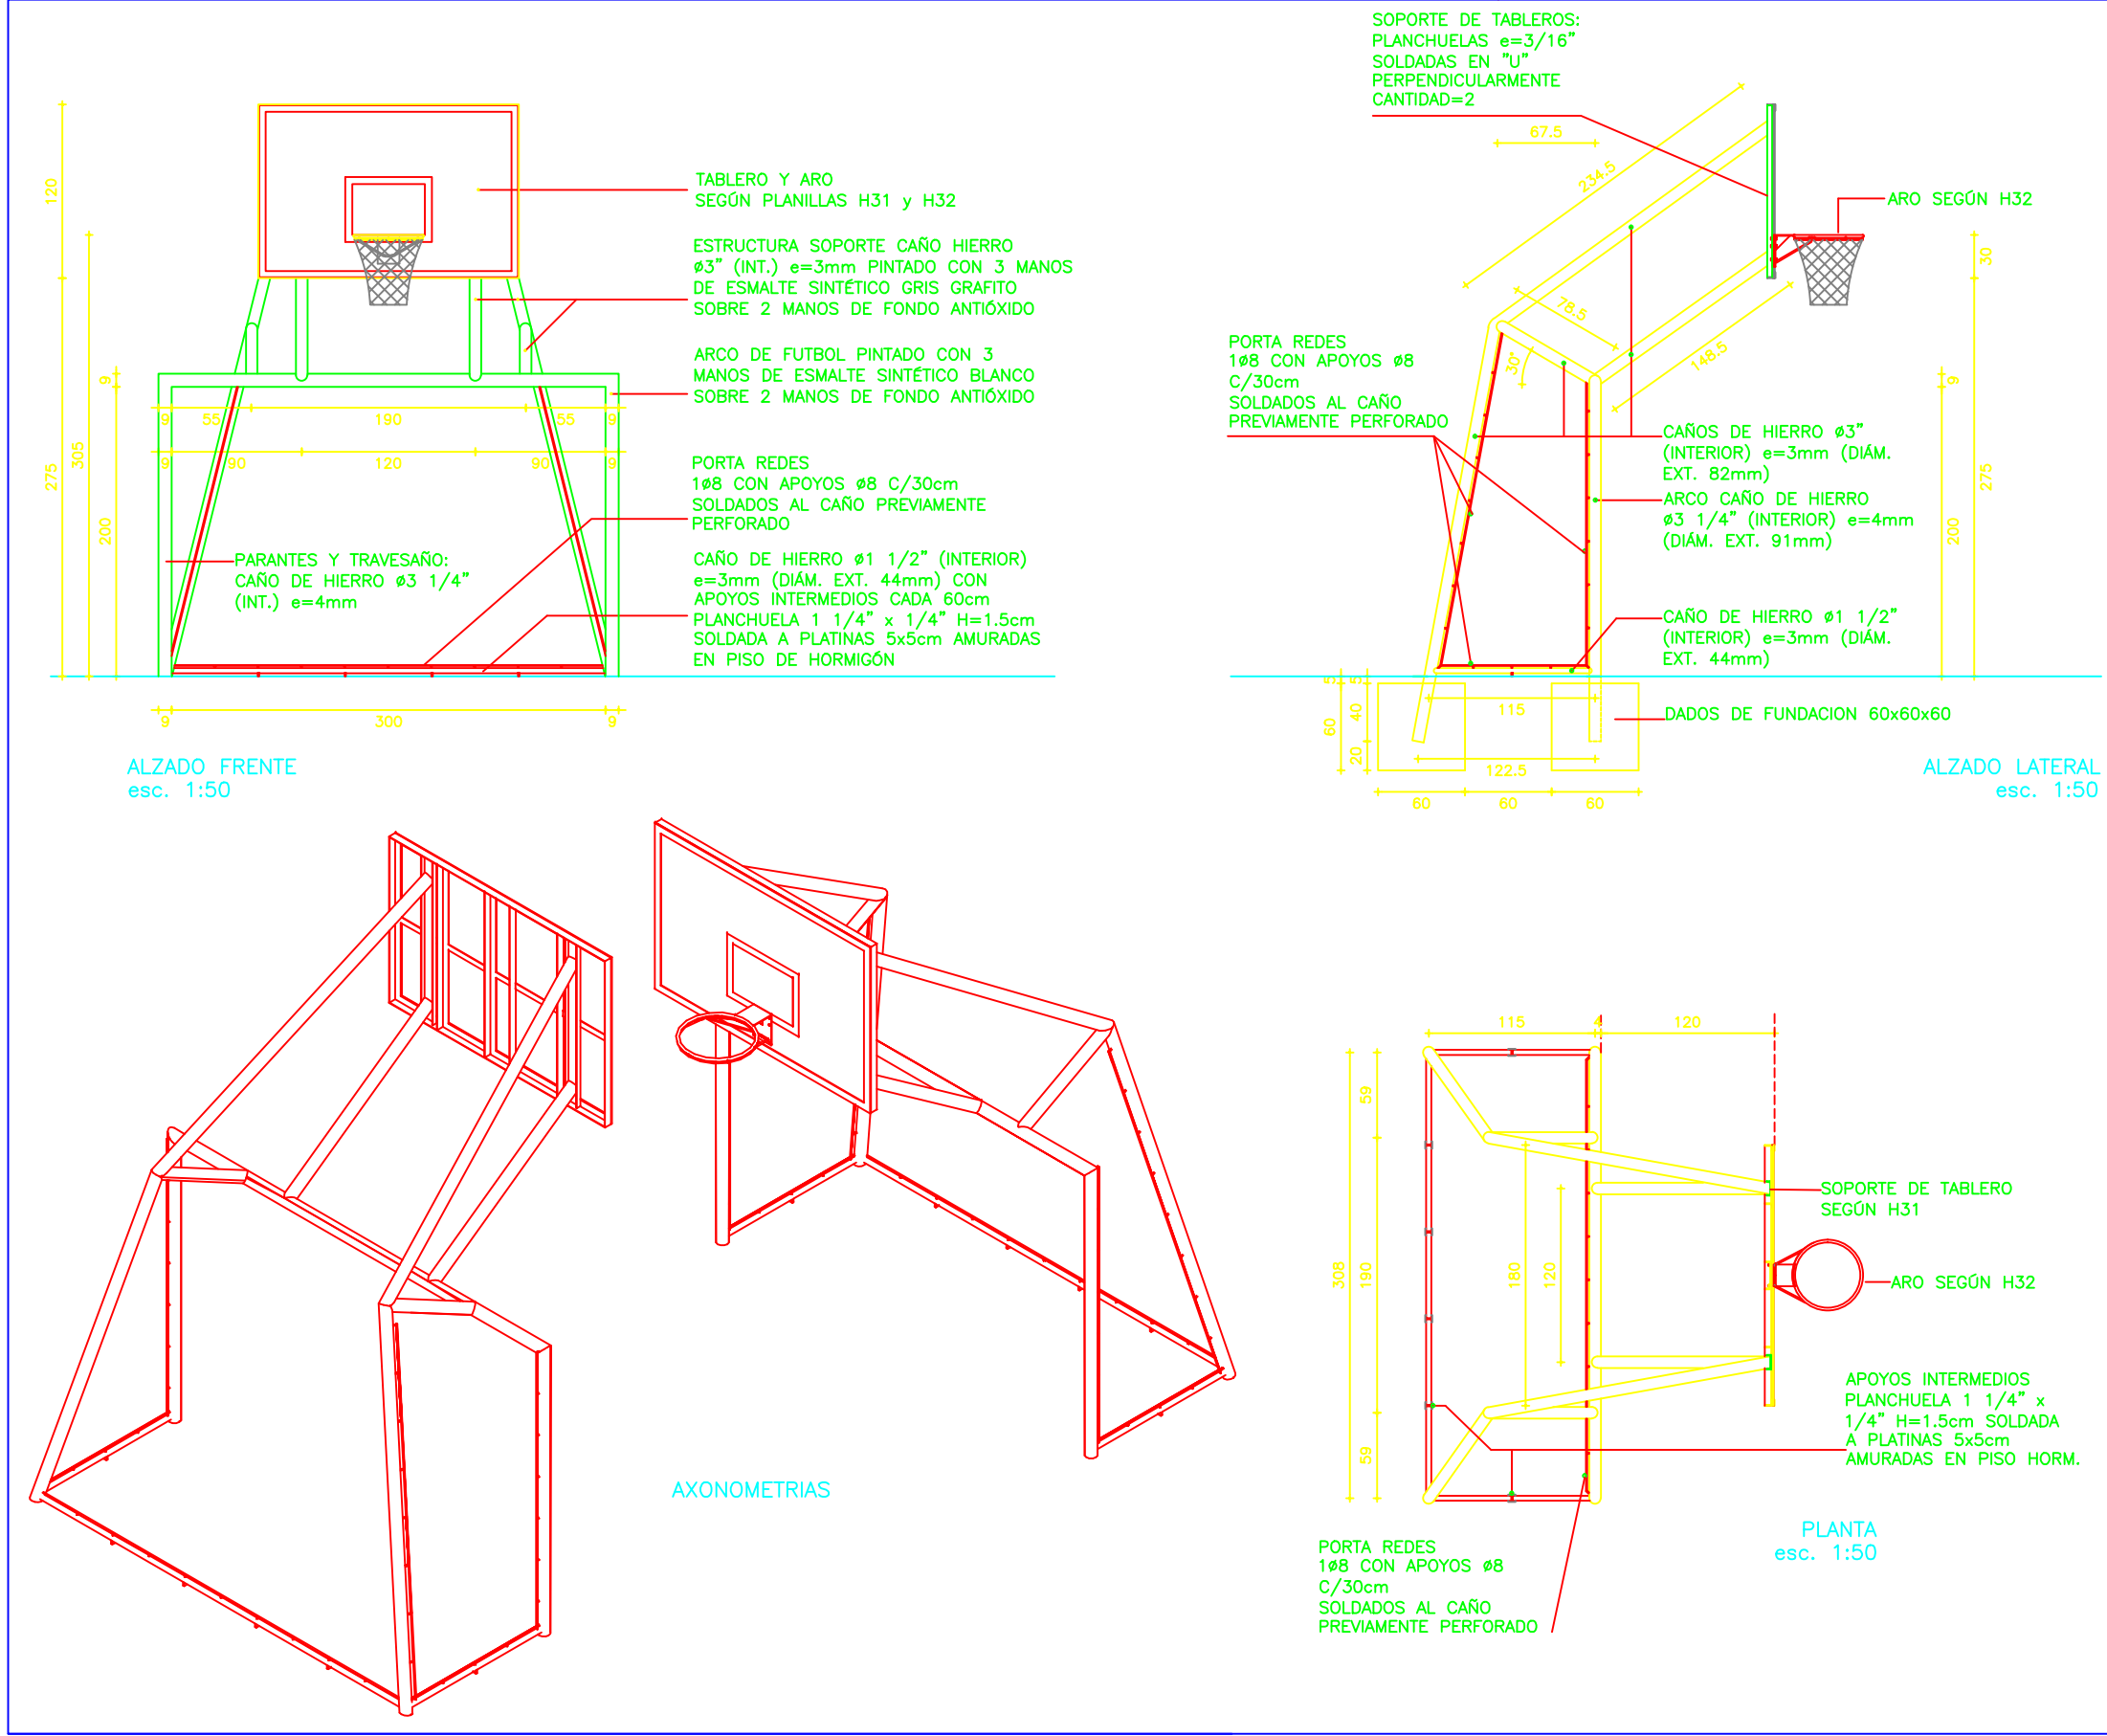 SOPORTE DE TABLEROS:
PLANCHUELAS e=3/16"
SOLDADAS EN "U"
PERPENDICULARMENTE
CANTIDAD=2
TABLERO Y ARO
SEGÚN PLANILLAS H31 y H32
ESTRUCTURA SOPORTE CAÑO HIERRO
ø3" (INT.) e=3mm PINTADO CON 3 MANOS
DE ESMALTE SINTÉTICO GRIS GRAFITO
SOBRE 2 MANOS DE FONDO ANTIÓXIDO
ARCO DE FUTBOL PINTADO CON 3
MANOS DE ESMALTE SINTÉTICO BLANCO
SOBRE 2 MANOS DE FONDO ANTIÓXIDO
PORTA REDES
1ø8 CON APOYOS ø8 C/30cm
SOLDADOS AL CAÑO PREVIAMENTE
PERFORADO
CAÑO DE HIERRO ø1 1/2" (INTERIOR)
e=3mm (DIÁM. EXT. 44mm) CON
APOYOS INTERMEDIOS CADA 60cm
PLANCHUELA 1 1/4" x 1/4" H=1.5cm
SOLDADA A PLATINAS 5x5cm AMURADAS
EN PISO DE HORMIGÓN
PARANTES Y TRAVESAÑO:
CAÑO DE HIERRO ø3 1/4"
(INT.) e=4mm
120
275
305
9
200
9 55 190 55 9
9 90 120 90 9
9 300 9
ALZADO FRENTE
esc. 1:50
67.5
234.5
78.5
148.5
30°
ARO SEGÚN H32
PORTA REDES
1ø8 CON APOYOS ø8
C/30cm
SOLDADOS AL CAÑO
PREVIAMENTE PERFORADO
CAÑOS DE HIERRO ø3"
(INTERIOR) e=3mm (DIÁM.
EXT. 82mm)
ARCO CAÑO DE HIERRO
ø3 1/4" (INTERIOR) e=4mm
(DIÁM. EXT. 91mm)
CAÑO DE HIERRO ø1 1/2"
(INTERIOR) e=3mm (DIÁM.
EXT. 44mm)
DADOS DE FUNDACION 60x60x60
30
275
9
200
5 5
60
40
20
115
122.5
60 60 60
ALZADO LATERAL
esc. 1:50
AXONOMETRIAS
115 4 120
308
59
190
59
180
120
SOPORTE DE TABLERO
SEGÚN H31
ARO SEGÚN H32
APOYOS INTERMEDIOS
PLANCHUELA 1 1/4" x
1/4" H=1.5cm SOLDADA
A PLATINAS 5x5cm
AMURADAS EN PISO HORM.
PORTA REDES
1ø8 CON APOYOS ø8
C/30cm
SOLDADOS AL CAÑO
PREVIAMENTE PERFORADO
PLANTA
esc. 1:50